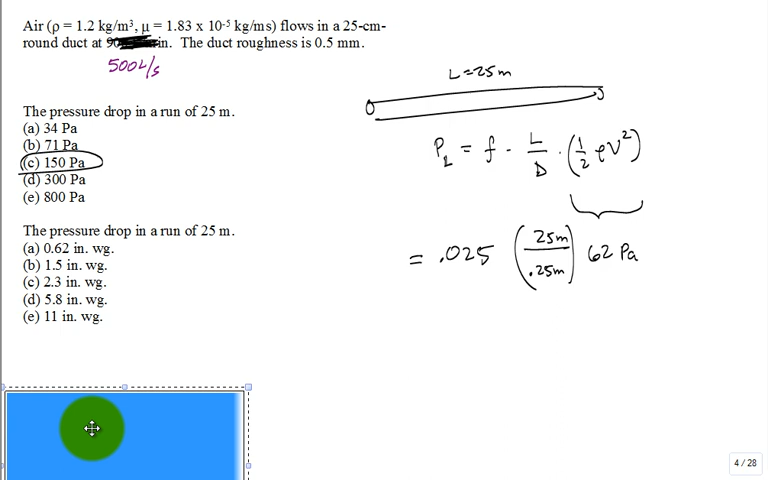 Air (ρ = 1.2 kg/m³, μ = 1.83 x 10⁻⁵ kg/ms) flows in a 25-cm-
round duct at in. The duct roughness is 0.5 mm.
500L/s
L=25m
The pressure drop in a run of 25 m.
(a) 34 Pa
(b) 71 Pa
(c) 150 Pa
(d) 300 Pa
(e) 800 Pa
P_L = f · L/D · (1/2 ρV²)
= .025 (25m/.25m) 62 Pa
The pressure drop in a run of 25 m.
(a) 0.62 in. wg.
(b) 1.5 in. wg.
(c) 2.3 in. wg.
(d) 5.8 in. wg.
(e) 11 in. wg.
4 / 28